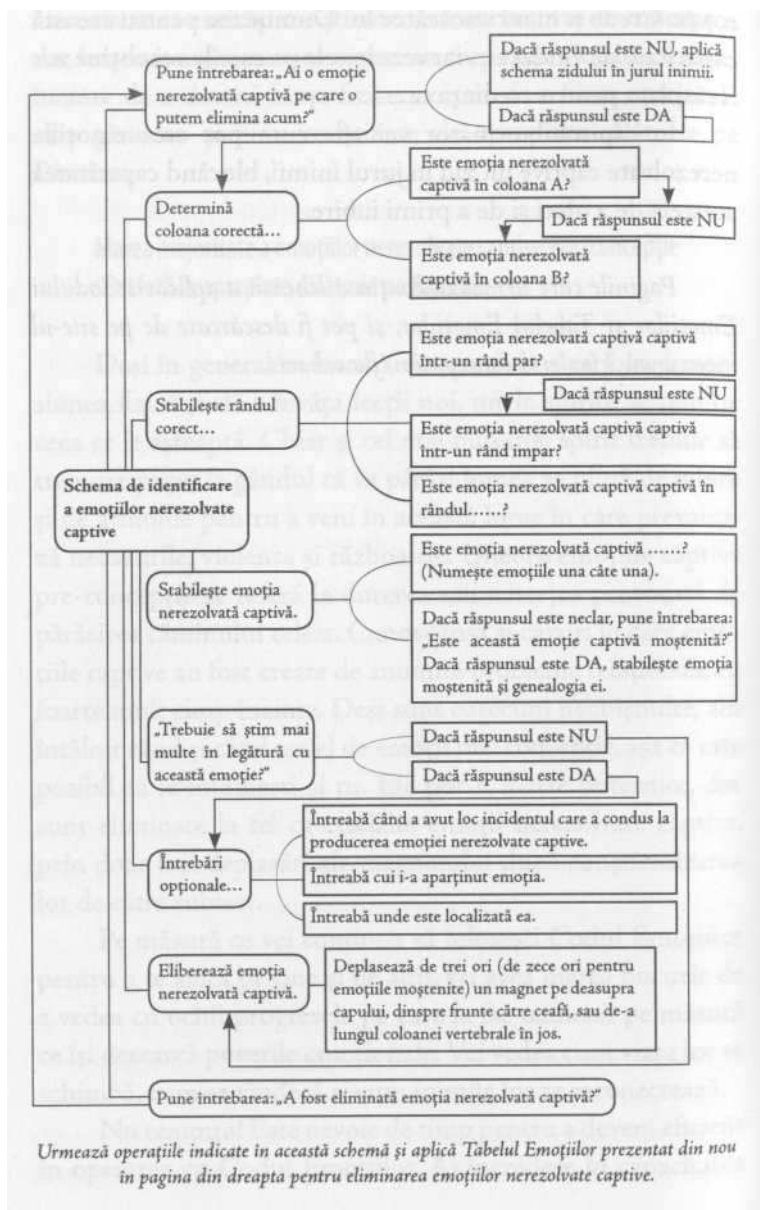 Pune întrebarea: „Ai o emoție
nerezolvată captivă pe care o
putem elimina acum?"
Dacă răspunsul este NU, aplică
schema zidului în jurul inimii.
Dacă răspunsul este DA
Determină
coloana corectă…
Este emoția nerezolvată
captivă în coloana A?
Dacă răspunsul este NU
Este emoția nerezolvată
captivă în coloana B?
Stabilește rândul
corect…
Este emoția nerezolvată captivă captivă
într-un rând par?
Dacă răspunsul este NU
Este emoția nerezolvată captivă captivă
într-un rând impar?
Este emoția nerezolvată captivă captivă în
rândul…….?
Schema de identificare
a emoțiilor nerezolvate
captive
Stabilește emoția
nerezolvată captivă.
Este emoția nerezolvată captivă ……..?
(Numește emoțiile una câte una).
Dacă răspunsul este neclar, pune întrebarea:
„Este această emoție captivă moștenită?"
Dacă răspunsul este DA, stabilește emoția
moștenită și genealogia ei.
„Trebuie să știm mai
multe în legătură cu
această emoție?"
Dacă răspunsul este NU
Dacă răspunsul este DA
Întrebări
opționale…
Întreabă când a avut loc incidentul care a condus la
producerea emoției nerezolvate captive.
Întreabă cui i-a aparținut emoția.
Întreabă unde este localizată ea.
Eliberează emoția
nerezolvată captivă.
Deplasează de trei ori (de zece ori pentru
emoțiile moștenite) un magnet pe deasupra
capului, dinspre frunte către ceafă, sau de-a
lungul coloanei vertebrale în jos.
Pune întrebarea: „A fost eliminată emoția nerezolvată captivă?"
Urmează operațiile indicate în această schemă și aplică Tabelul Emoțiilor prezentat din nou
în pagina din dreapta pentru eliminarea emoțiilor nerezolvate captive.